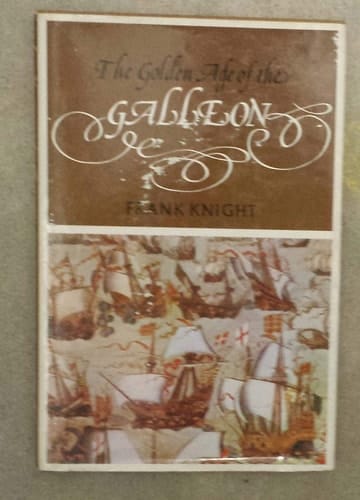 The Golden Age of the
GALLEON
FRANK KNIGHT